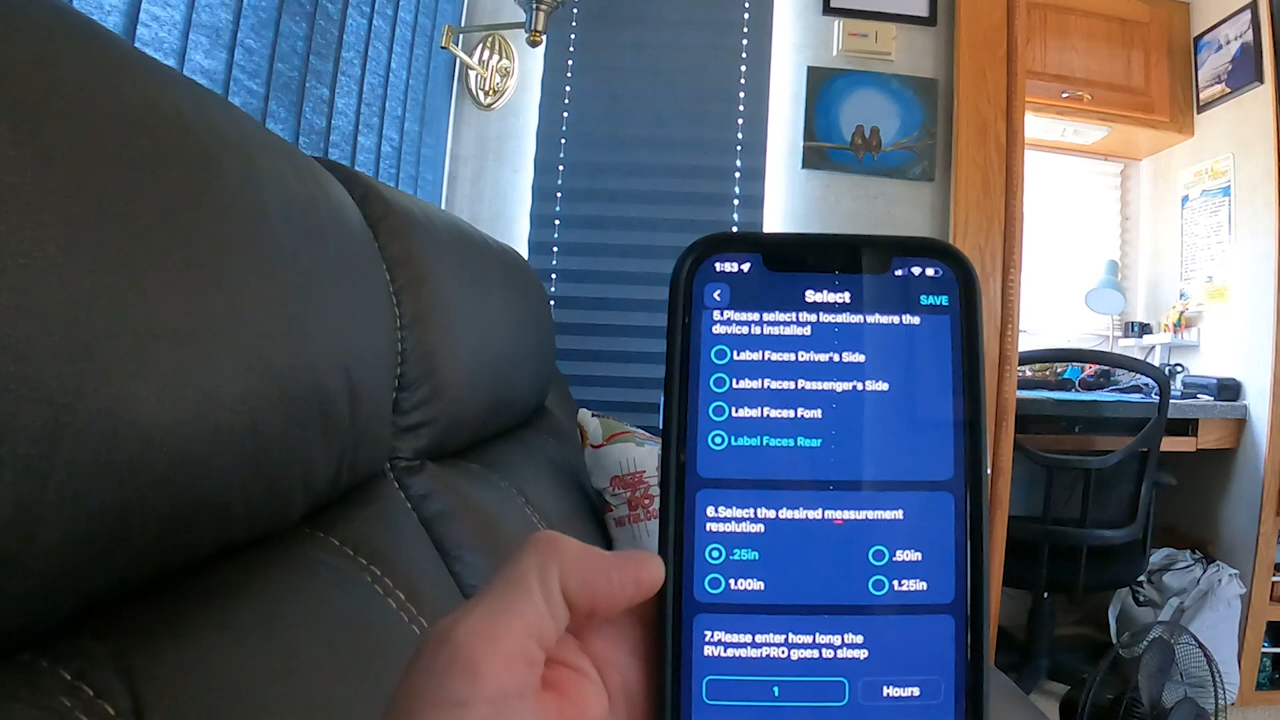 1:53
Select
SAVE
5.Please select the location where the
device is installed
Label Faces Driver's Side
Label Faces Passenger's Side
Label Faces Font
Label Faces Rear
6.Select the desired measurement
resolution
.25in
.50in
1.00in
1.25in
7.Please enter how long the
RVLevelerPRO goes to sleep
1
Hours
66